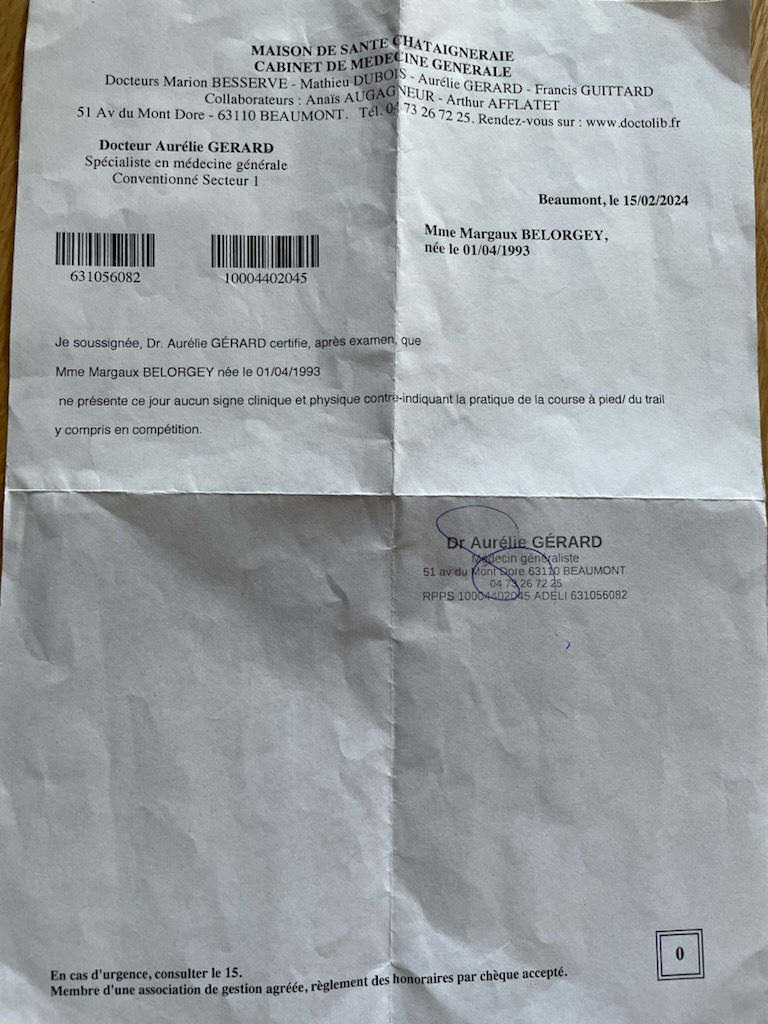 MAISON DE SANTE CHATAIGNERAIE
CABINET DE MEDECINE GENERALE
Docteurs Marion BESSERVE - Mathieu DUBOIS - Aurélie GERARD - Francis GUITTARD
Collaborateurs : Anaïs AUGAGNEUR - Arthur AFFLATET
51 Av du Mont Dore - 63110 BEAUMONT. Tél. 04 73 26 72 25. Rendez-vous sur : www.doctolib.fr
Docteur Aurélie GERARD
Spécialiste en médecine générale
Conventionné Secteur 1
Beaumont, le 15/02/2024
Mme Margaux BELORGEY,
née le 01/04/1993
631056082 10004402045
Je soussignée, Dr. Aurélie GÉRARD certifie, après examen, que
Mme Margaux BELORGEY née le 01/04/1993
ne présente ce jour aucun signe clinique et physique contre-indiquant la pratique de la course à pied/ du trail
y compris en compétition.
Dr Aurélie GÉRARD
Médecin généraliste
51 av du Mont Dore 63110 BEAUMONT
04 73 26 72 25
RPPS 10004402045 ADELI 631056082
0
En cas d'urgence, consulter le 15.
Membre d'une association de gestion agréée, règlement des honoraires par chèque accepté.